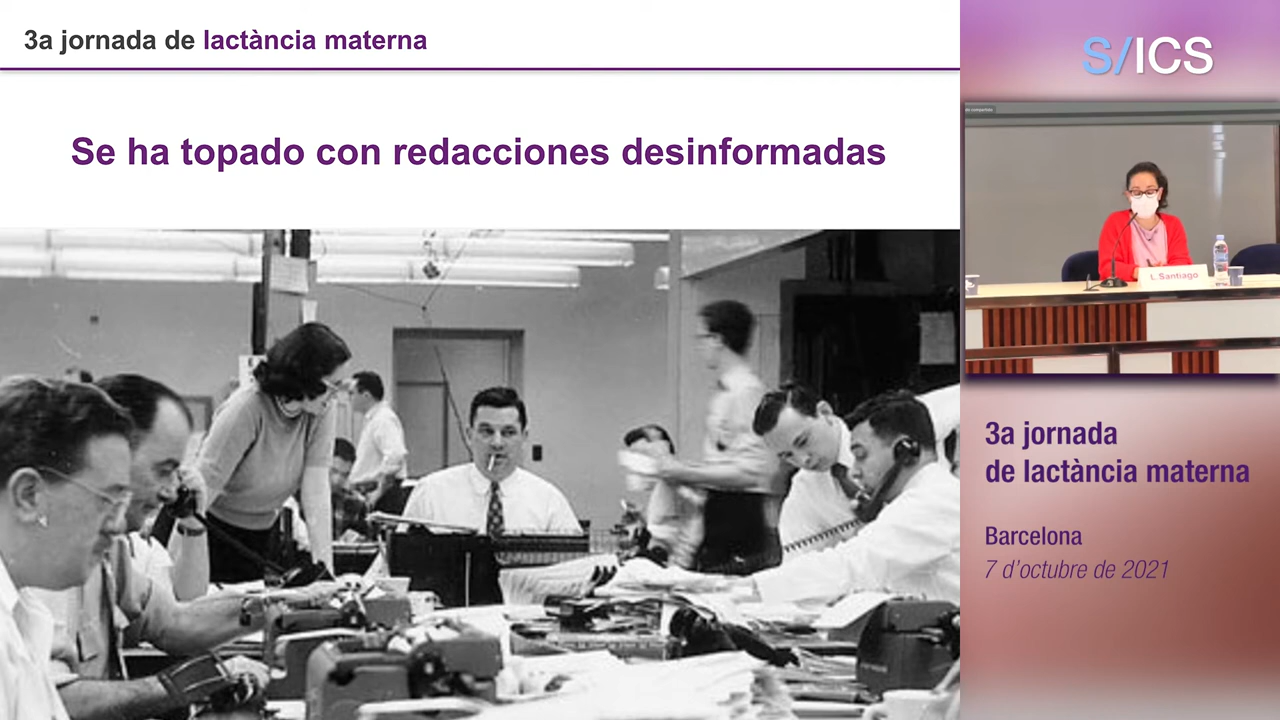 3a jornada de lactància materna
Se ha topado con redacciones desinformadas
S/ICS
L. Santiago
3a jornada
de lactància materna
Barcelona
7 d'octubre de 2021